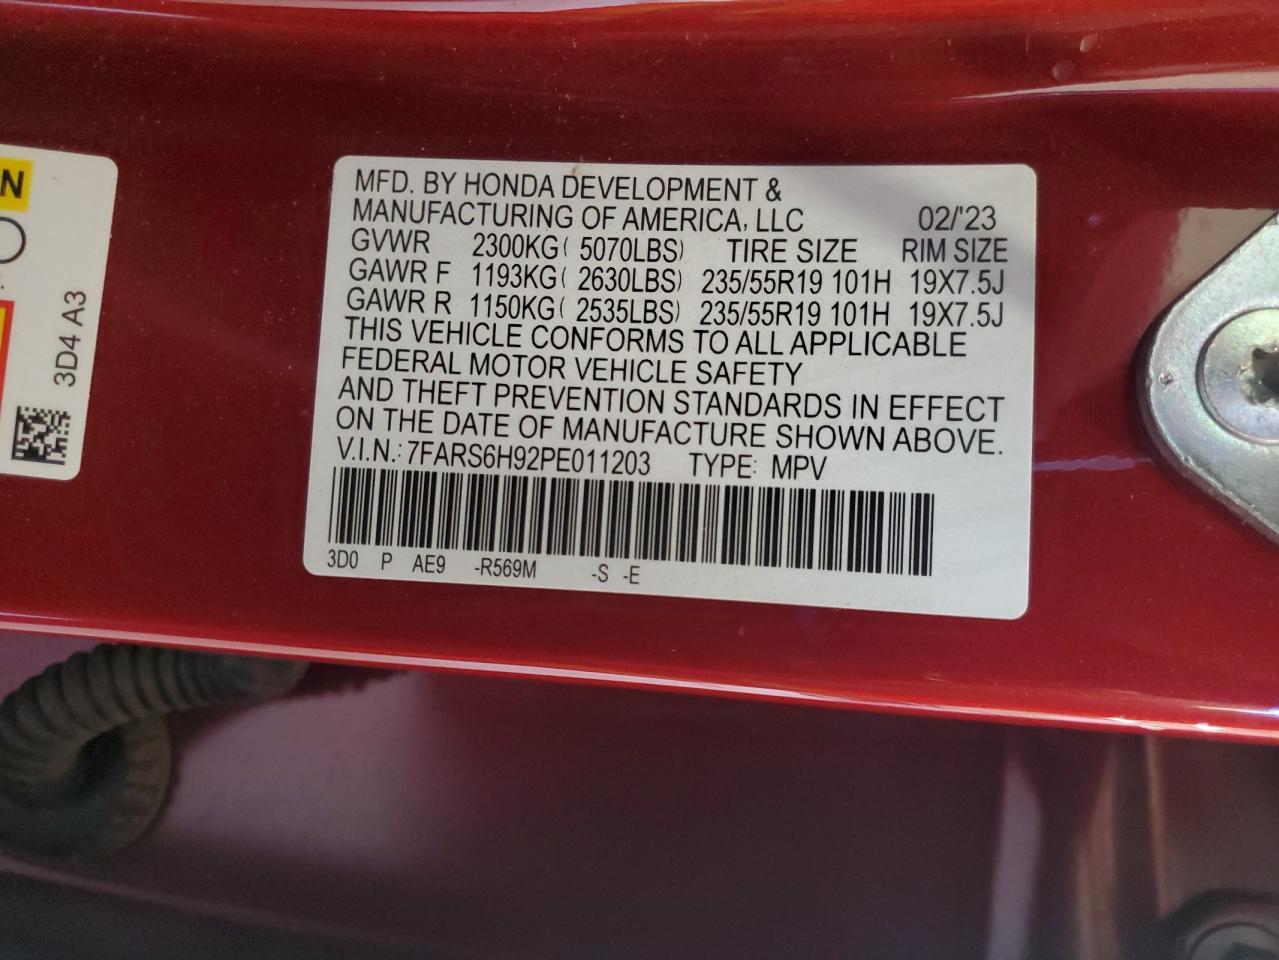 N
3D4 A3
MFD. BY HONDA DEVELOPMENT &
MANUFACTURING OF AMERICA, LLC 02/'23
GVWR 2300KG( 5070LBS) TIRE SIZE RIM SIZE
GAWR F 1193KG( 2630LBS) 235/55R19 101H 19X7.5J
GAWR R 1150KG( 2535LBS) 235/55R19 101H 19X7.5J
THIS VEHICLE CONFORMS TO ALL APPLICABLE
FEDERAL MOTOR VEHICLE SAFETY
AND THEFT PREVENTION STANDARDS IN EFFECT
ON THE DATE OF MANUFACTURE SHOWN ABOVE.
V.I.N.: 7FARS6H92PE011203 TYPE: MPV
3D0 P AE9 -R569M -S -E